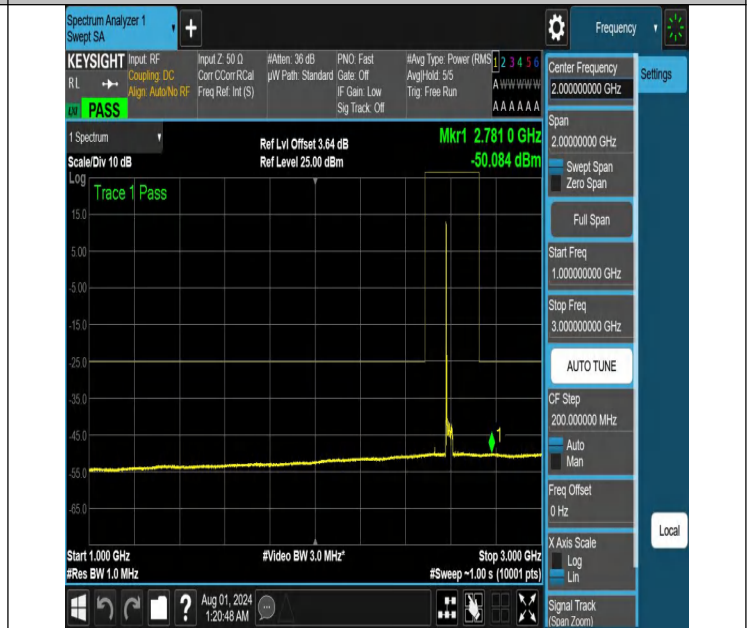 Spectrum Analyzer 1
Swept SA
+
Frequency
KEYSIGHT
RL
PASS
Input: RF
Coupling: DC
Align: Auto/No RF
Input Z: 50 Ω
Corr CCorr RCal
Freq Ref: Int (S)
#Atten: 36 dB
µW Path: Standard
PNO: Fast
Gate: Off
IF Gain: Low
Sig Track: Off
#Avg Type: Power (RMS
Avg|Hold: 5/5
Trig: Free Run
1 2 3 4 5 6
A W W W W W
A A A A A A
Center Frequency
2.000000000 GHz
Settings
Span
2.00000000 GHz
Swept Span
Zero Span
Full Span
Start Freq
1.000000000 GHz
Stop Freq
3.000000000 GHz
AUTO TUNE
CF Step
200.000000 MHz
Auto
Man
Freq Offset
0 Hz
X Axis Scale
Log
Lin
Signal Track
(Span Zoom)
Local
1 Spectrum
Scale/Div 10 dB
Ref Lvl Offset 3.64 dB
Ref Level 25.00 dBm
Mkr1 2.781 0 GHz
-50.084 dBm
Log
Trace 1 Pass
15.0
5.00
-5.00
-15.0
-25.0
-35.0
-45.0
-55.0
-65.0
1
Start 1.000 GHz
#Res BW 1.0 MHz
#Video BW 3.0 MHz*
Stop 3.000 GHz
#Sweep ~1.00 s (10001 pts)
?
Aug 01, 2024
1:20:48 AM